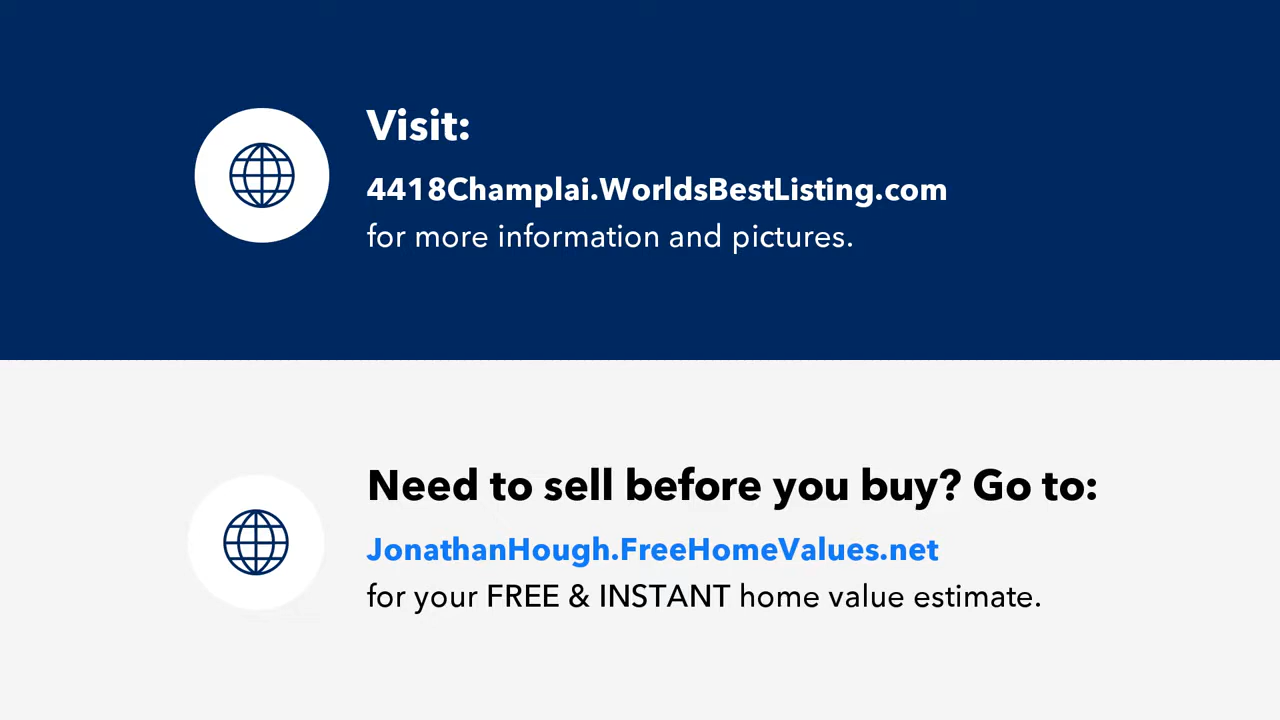 Visit:
4418Champlai.WorldsBestListing.com
for more information and pictures.
Need to sell before you buy? Go to:
JonathanHough.FreeHomeValues.net
for your FREE & INSTANT home value estimate.